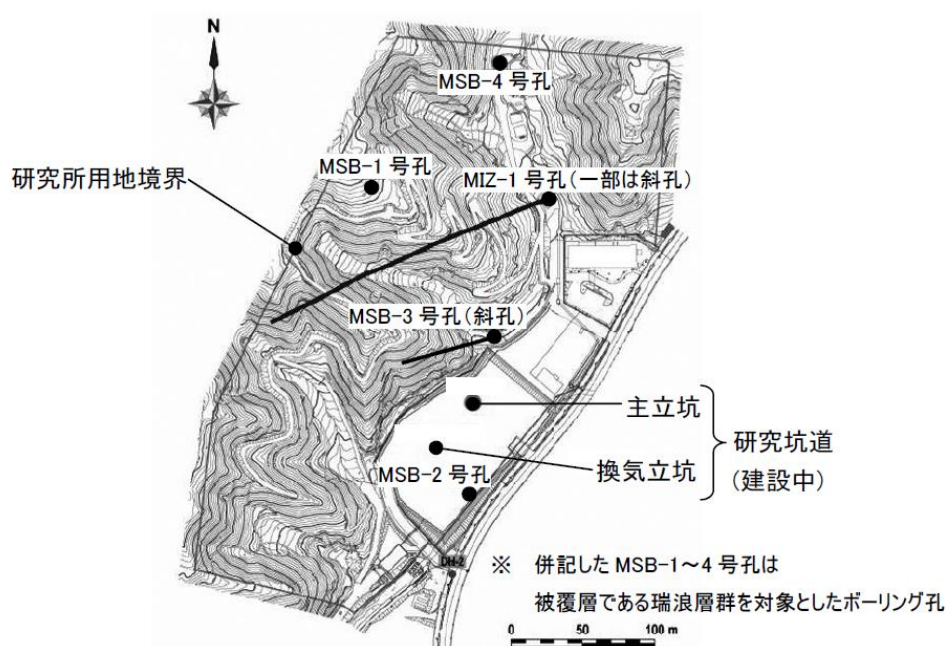 N
MSB-4 号孔
MSB-1 号孔
MIZ-1 号孔(一部は斜孔)
研究所用地境界
MSB-3 号孔(斜孔)
主立坑
研究坑道
(建設中)
換気立坑
MSB-2 号孔
DH-2
※ 併記した MSB-1～4 号孔は
被覆層である瑞浪層群を対象としたボーリング孔
0 50 100 m